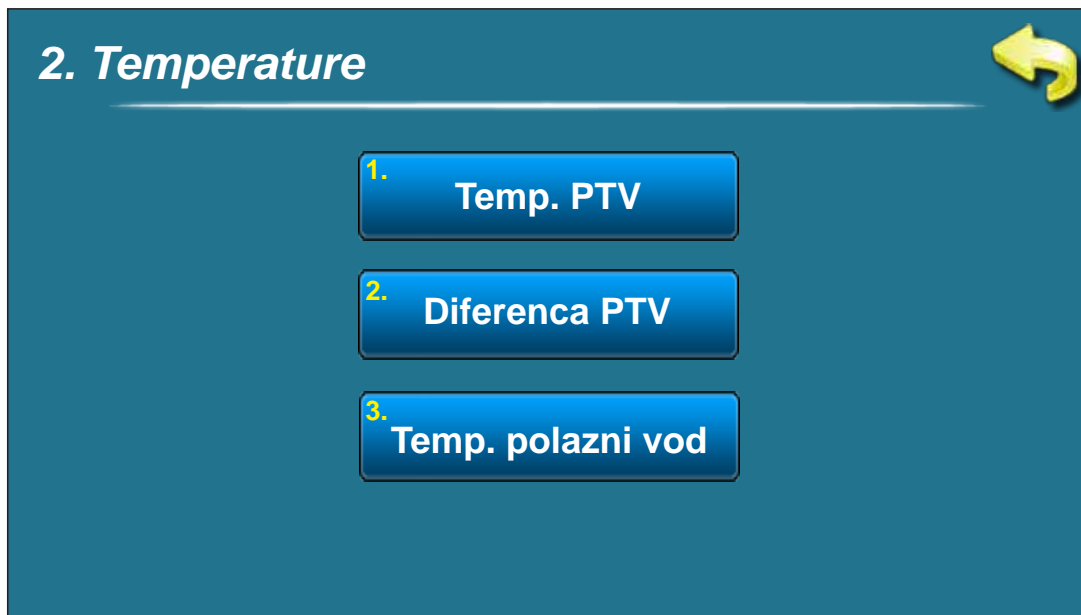 2. Temperature
1.
Temp. PTV
2.
Diferenca PTV
3.
Temp. polazni vod